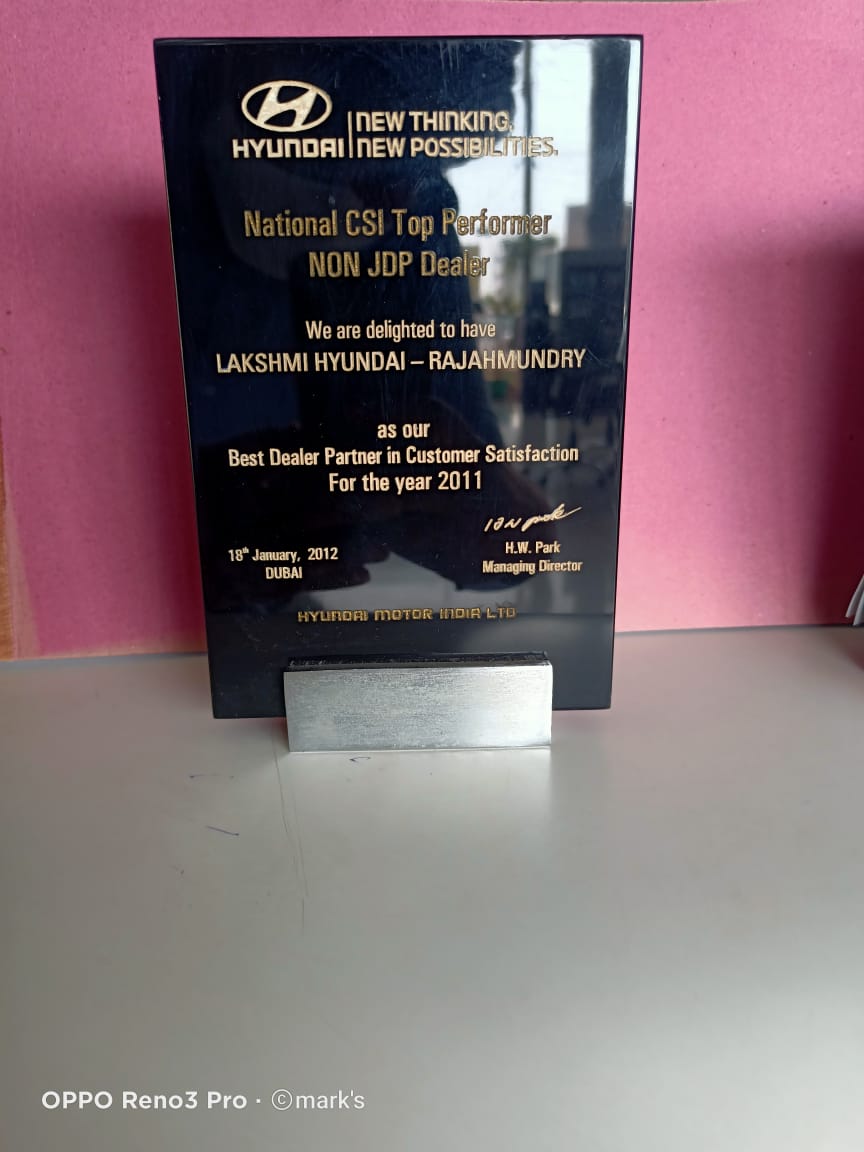 HYUNDAI
NEW THINKING.
NEW POSSIBILITIES.
National CSI Top Performer
NON JDP Dealer
We are delighted to have
LAKSHMI HYUNDAI – RAJAHMUNDRY
as our
Best Dealer Partner in Customer Satisfaction
For the year 2011
18th January, 2012
DUBAI
H.W. Park
Managing Director
HYUNDAI MOTOR INDIA LTD
OPPO Reno3 Pro · ©mark's